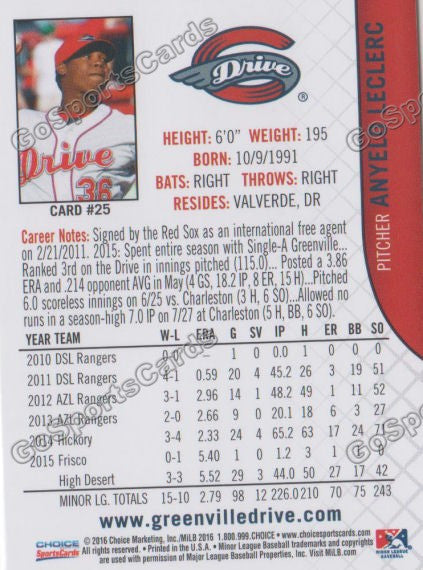 Drive
36
CARD #25
Drive
®
HEIGHT: 6'0" WEIGHT: 195
BORN: 10/9/1991
BATS: RIGHT THROWS: RIGHT
RESIDES: VALVERDE, DR
PITCHER ANYELO LECLERC
Career Notes: Signed by the Red Sox as an international free agent
on 2/21/2011. 2015: Spent entire season with Single-A Greenville...
Ranked 3rd on the Drive in innings pitched (115.0)... Posted a 3.86
ERA and .214 opponent AVG in May (4 GS, 18.2 IP, 8 ER, 15 H)...Pitched
6.0 scoreless innings on 6/25 vs. Charleston (3 H, 6 SO)...Allowed no
runs in a season-high 7.0 IP on 7/27 at Charleston (5 H, BB, 6 SO).
YEAR TEAM W-L ERA G SV IP H ER BB SO
2010 DSL Rangers 0-0 1 0 0.0 1 0 0 0
2011 DSL Rangers 4-1 0.59 20 4 45.2 26 3 19 51
2012 AZL Rangers 3-1 2.96 14 1 48.2 49 11 52
2013 AZL Rangers 2-0 2.66 9 0 20.1 18 6 3 27
2014 Hickory 3-4 2.33 24 4 65.2 63 17 24 71
2015 Frisco 0-1 5.40 1 0 1.2 3 1 0
High Desert 3-3 5.52 29 3 44.0 50 27 17 42
MINOR LG. TOTALS 15-10 2.79 98 12 226.0 210 70 75 243
www.greenvilledrive.com
CHOICE
SportsCards
©2016 Choice Marketing, Inc./MiLB 2016 1.800.999.CHOICE • www.choicesportscards.com
All rights reserved. • Printed in the U.S.A. • Minor League Baseball trademarks and copyrights
are used with permission of Major League Baseball Properties, Inc. Visit MiLB.com
MINOR LEAGUE
BASEBALL
GoSportsCards
GoSportsCards
GoSportsCards
GoSportsCards
GoSportsCards
GoSportsCards